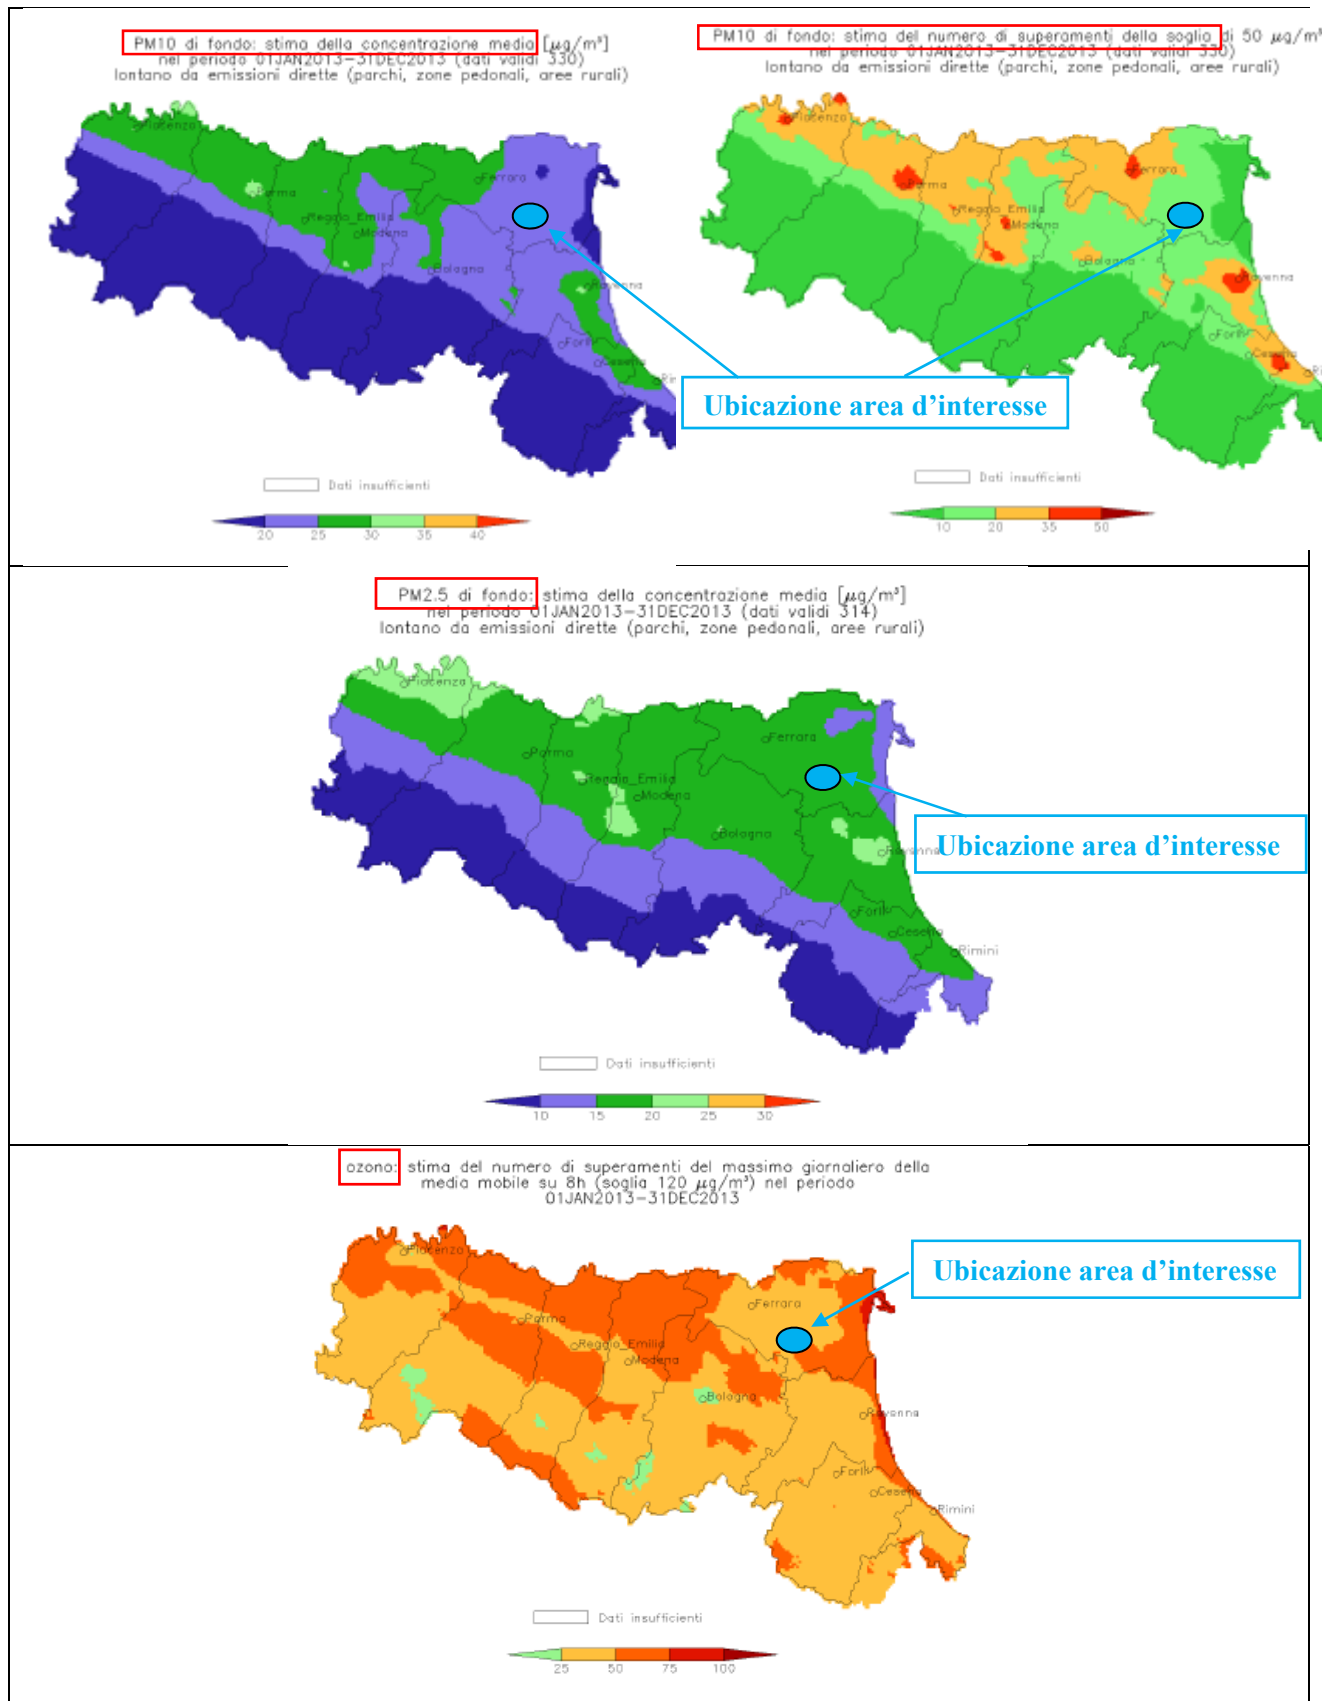 PM10 di fondo: stima della concentrazione media [μg/m³]
nel periodo 01JAN2013-31DEC2013 (dati validi 330)
lontano da emissioni dirette (parchi, zone pedonali, aree rurali)
Piacenza
Parma
Reggio_Emilia
Modena
Bologna
Ferrara
Ravenna
Forlì
Cesena
Dati insufficienti
20 25 30 35 40
PM10 di fondo: stima del numero di superamenti della soglia di 50 μg/m³
nel periodo 01JAN2013-31DEC2013 (dati validi 330)
lontano da emissioni dirette (parchi, zone pedonali, aree rurali)
Piacenza
Parma
Reggio_Emilia
Modena
Bologna
Ferrara
Ravenna
Forlì
Cesena
Ubicazione area d'interesse
Dati insufficienti
10 20 35 50
PM2.5 di fondo: stima della concentrazione media [μg/m³]
nel periodo 01JAN2013-31DEC2013 (dati validi 314)
lontano da emissioni dirette (parchi, zone pedonali, aree rurali)
Piacenza
Ferrara
Parma
Reggio_Emilia
Modena
Bologna
Ubicazione area d'interesse
Ravenna
Forlì
Cesena
Rimini
Dati insufficienti
10 15 20 25 30
ozono: stima del numero di superamenti del massimo giornaliero della
media mobile su 8h (soglia 120 μg/m³) nel periodo
01JAN2013-31DEC2013
Piacenza
Ubicazione area d'interesse
Ferrara
Parma
Reggio_Emilia
Modena
Bologna
Ravenna
Forlì
Cesena
Rimini
Dati insufficienti
25 50 75 100